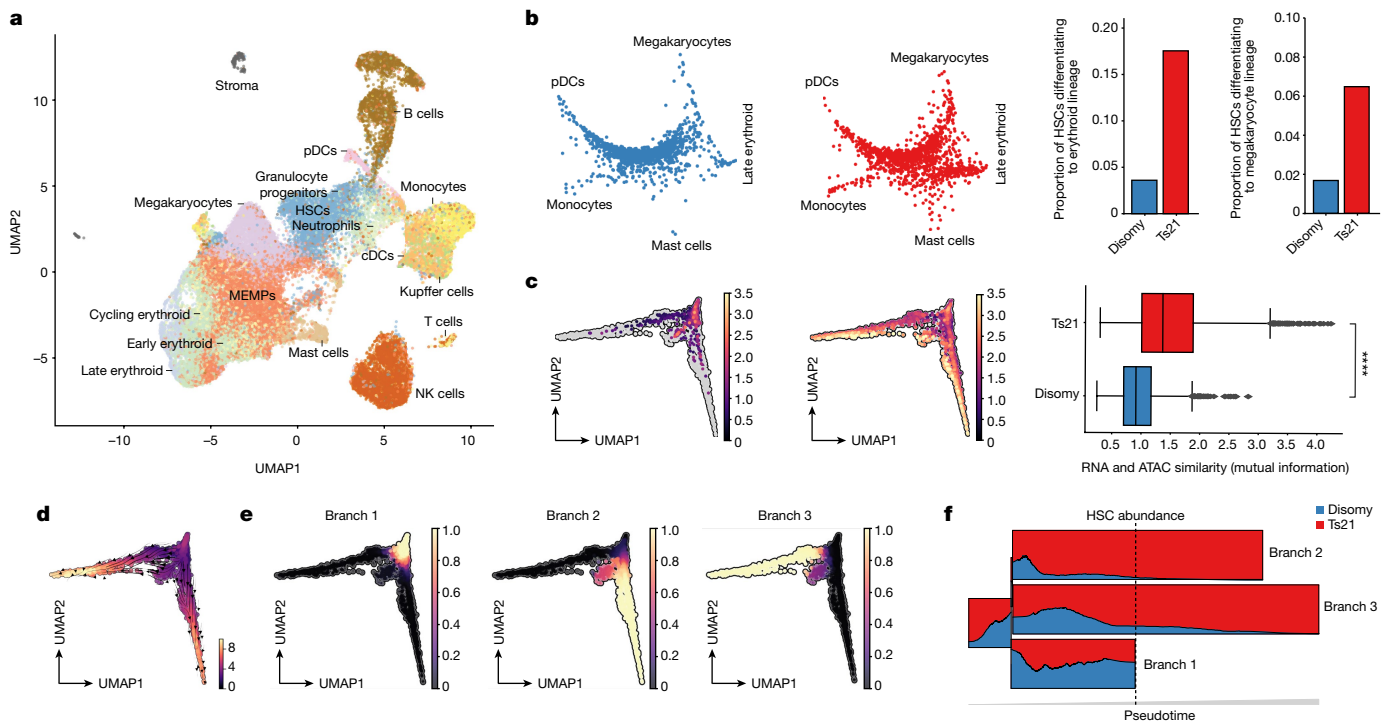 a
UMAP2
10
5
0
−5
−10
−5
0
5
10
UMAP1
Stroma
B cells
pDCs
Granulocyte
progenitors
HSCs
Neutrophils
Monocytes
Megakaryocytes
cDCs
Kupffer cells
MEMPs
Cycling erythroid
Early erythroid
Late erythroid
Mast cells
T cells
NK cells
b
Megakaryocytes
pDCs
Late erythroid
Monocytes
Mast cells
Megakaryocytes
pDCs
Late erythroid
Monocytes
Mast cells
Proportion of HSCs differentiating
to erythroid lineage
0.20
0.15
0.10
0.05
0
Disomy
Ts21
Proportion of HSCs differentiating
to megakaryocyte lineage
0.10
0.08
0.06
0.04
0.02
0
Disomy
Ts21
c
UMAP2
UMAP1
3.5
3.0
2.5
2.0
1.5
1.0
0.5
0
UMAP2
UMAP1
3.5
3.0
2.5
2.0
1.5
1.0
0.5
0
Ts21
Disomy
****
0.5
1.0
1.5
2.0
2.5
3.0
3.5
4.0
RNA and ATAC similarity (mutual information)
d
UMAP2
UMAP1
8
4
0
e
Branch 1
UMAP2
UMAP1
1.0
0.8
0.6
0.4
0.2
0
Branch 2
UMAP2
UMAP1
1.0
0.8
0.6
0.4
0.2
0
Branch 3
UMAP2
UMAP1
1.0
0.8
0.6
0.4
0.2
0
f
HSC abundance
Disomy
Ts21
Branch 2
Branch 3
Branch 1
Pseudotime